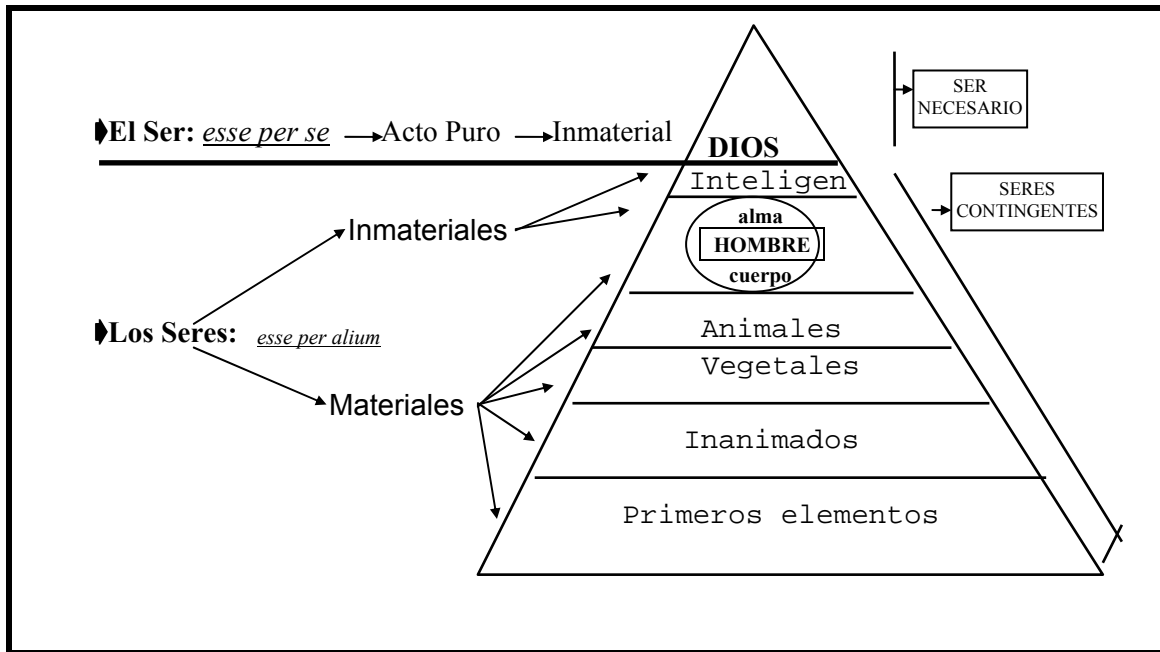 SER
NECESARIO
El Ser: esse per se Acto Puro Inmaterial
DIOS
Inteligen
SERES
CONTINGENTES
Inmateriales
alma
HOMBRE
cuerpo
Los Seres: esse per alium
Animales
Vegetales
Materiales
Inanimados
Primeros elementos